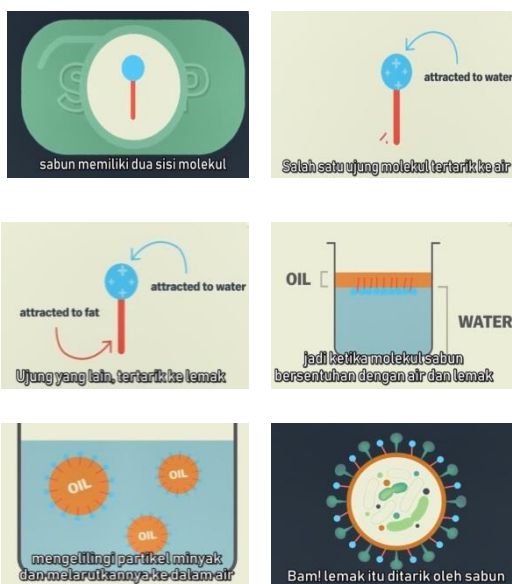 sabun memiliki dua sisi molekul
attracted to water
Salah satu ujung molekul tertarik ke air
attracted to water
attracted to fat
Ujung yang lain, tertarik ke lemak
OIL
WATER
jadi ketika molekul sabun
bersentuhan dengan air dan lemak
OIL
OIL
OIL
mengelilingi partikel minyak
dan melarutkannya ke dalam air
Bam! lemak itu ditarik oleh sabun